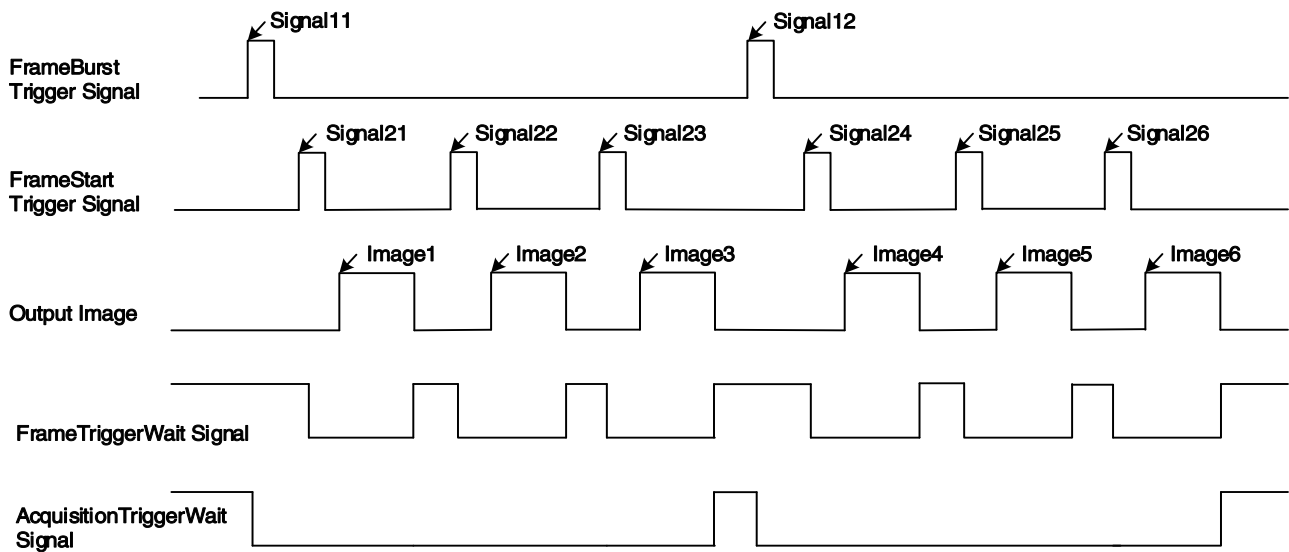 Signal11
Signal12
FrameBurst
Trigger Signal
Signal21
Signal22
Signal23
Signal24
Signal25
Signal26
FrameStart
Trigger Signal
Image1
Image2
Image3
Image4
Image5
Image6
Output Image
FrameTriggerWait Signal
AcquisitionTriggerWait
Signal